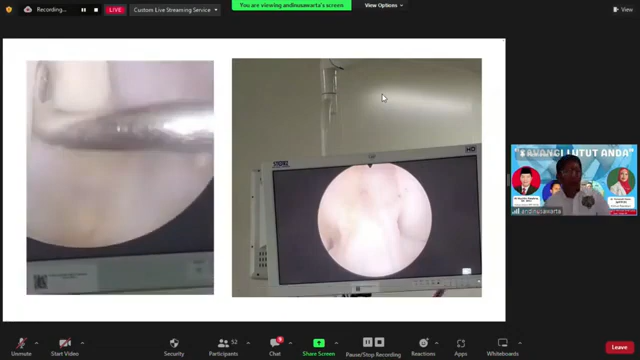 Recording...
LIVE
Custom Live Streaming Service
You are viewing andinusawarta's screen
View Options
View
STORZ
HD
"SAYANGI LUTUT ANDA"
andinusawarta
Unmute
Start Video
Security
52
Participants
Chat
Share Screen
Pause/Stop Recording
Reactions
Apps
Whiteboards
Leave